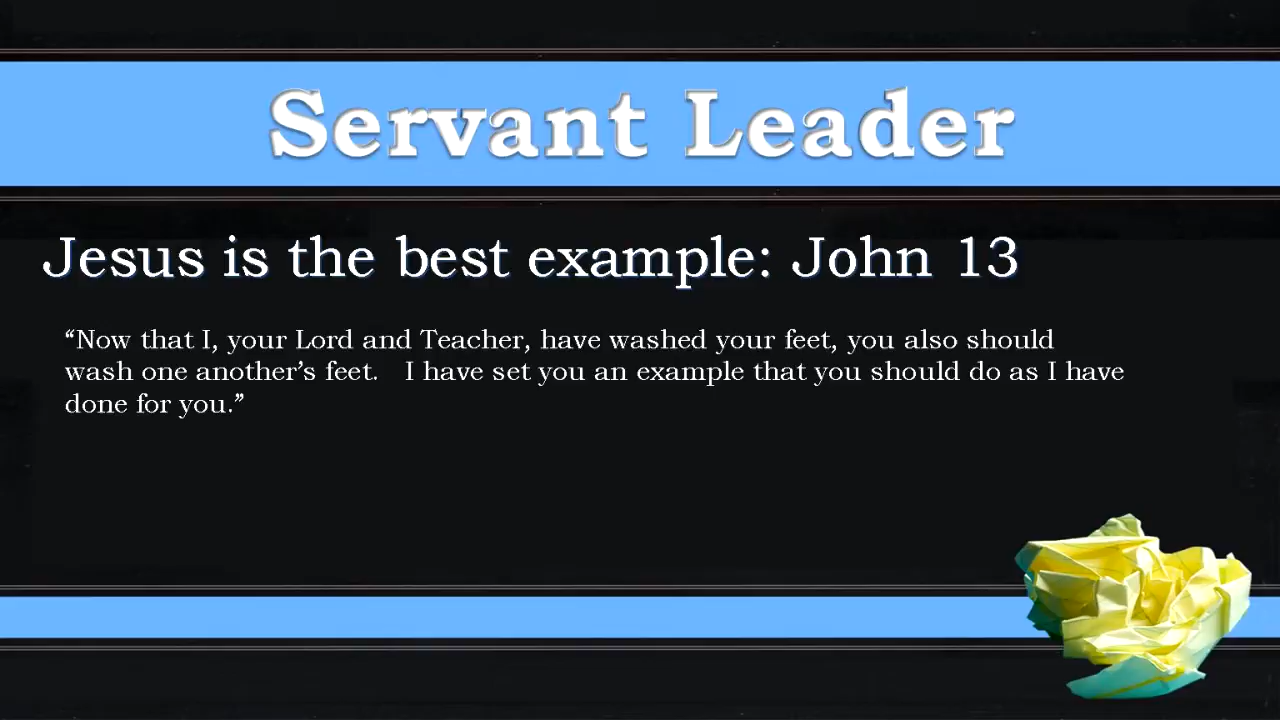 Servant Leader
Jesus is the best example: John 13
“Now that I, your Lord and Teacher, have washed your feet, you also should
wash one another’s feet.   I have set you an example that you should do as I have
done for you.”